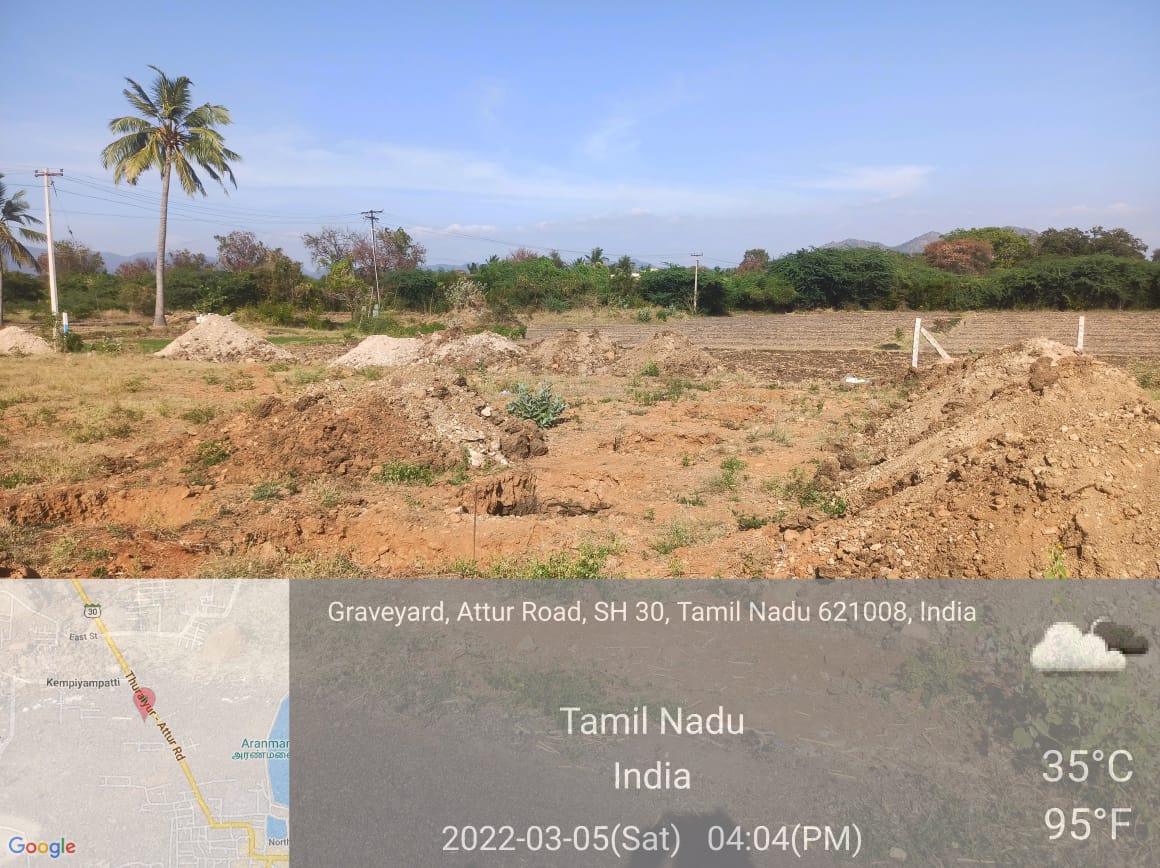 Graveyard, Attur Road, SH 30, Tamil Nadu 621008, India
Tamil Nadu
India
35°C
95°F
2022-03-05(Sat) 04:04(PM)
30
East St
Kempiyampatti
Thuraiyur - Attur Rd
Aranman
அரண்மனை
North
Google